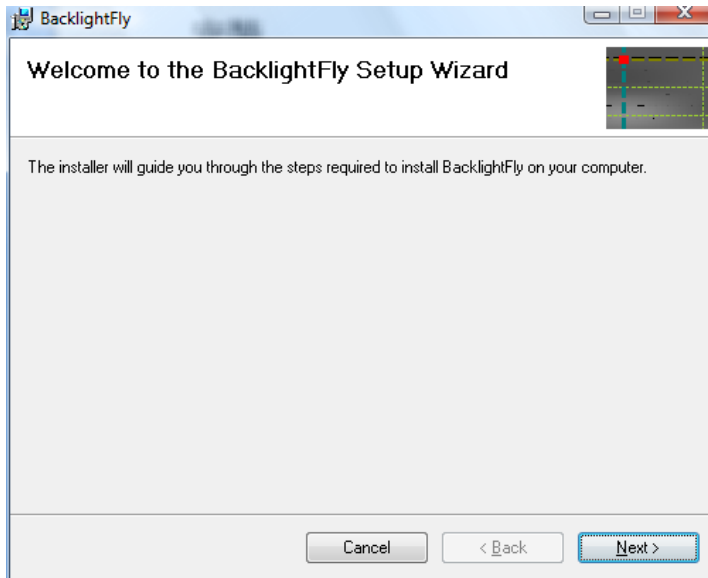 BacklightFly
Welcome to the BacklightFly Setup Wizard
The installer will guide you through the steps required to install BacklightFly on your computer.
Cancel
< Back
Next >